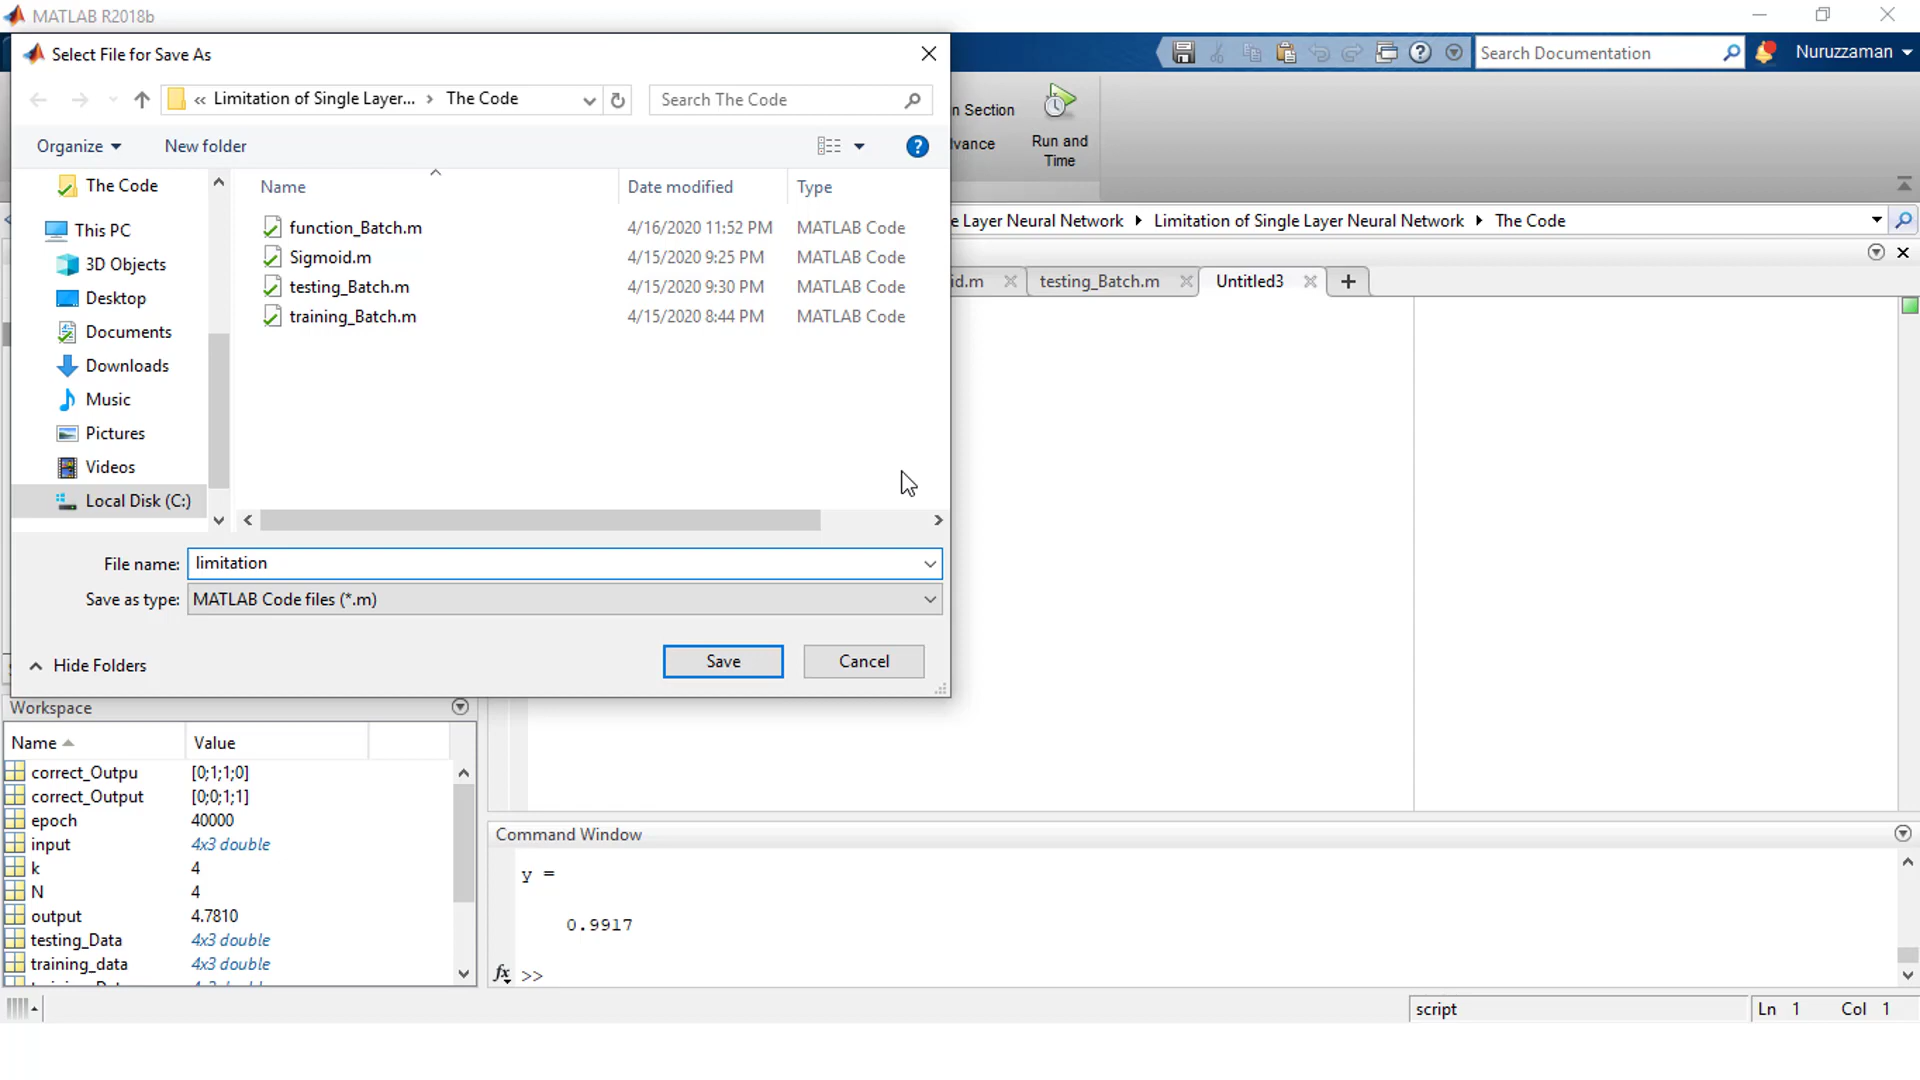 MATLAB R2018b
Select File for Save As
Search Documentation
Nuruzzaman
« Limitation of Single Layer... > The Code
Search The Code
n Section
vance
Run and
Time
Organize
New folder
e Layer Neural Network
Limitation of Single Layer Neural Network
The Code
id.m
testing_Batch.m
Untitled3
The Code
This PC
3D Objects
Desktop
Documents
Downloads
Music
Pictures
Videos
Local Disk (C:)
Name
Date modified
Type
function_Batch.m 4/16/2020 11:52 PM MATLAB Code
Sigmoid.m 4/15/2020 9:25 PM MATLAB Code
testing_Batch.m 4/15/2020 9:30 PM MATLAB Code
training_Batch.m 4/15/2020 8:44 PM MATLAB Code
File name: limitation
Save as type: MATLAB Code files (*.m)
Hide Folders
Save
Cancel
Workspace
Name Value
correct_Outpu [0;1;1;0]
correct_Output [0;0;1;1]
epoch 40000
input 4x3 double
k 4
N 4
output 4.7810
testing_Data 4x3 double
training_data 4x3 double
Command Window
y =
0.9917
fx >>
script
Ln 1 Col 1